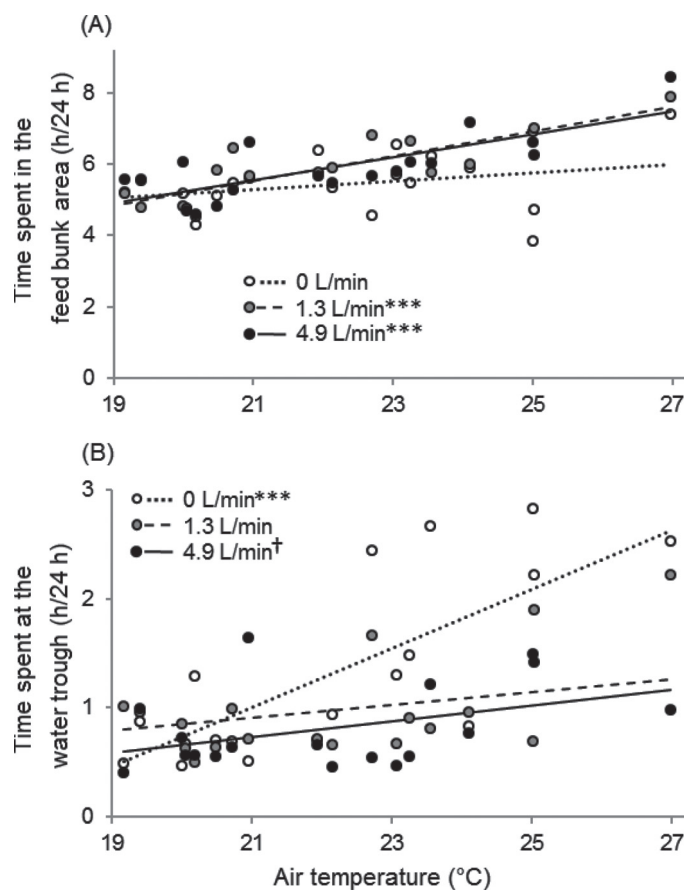 (A)
Time spent in the
feed bunk area (h/24 h)
8
6
4
2
0
0 L/min
1.3 L/min***
4.9 L/min***
19
21
23
25
27
(B)
Time spent at the
water trough (h/24 h)
3
2
1
0
0 L/min***
1.3 L/min
4.9 L/min†
19
21
23
25
27
Air temperature (°C)